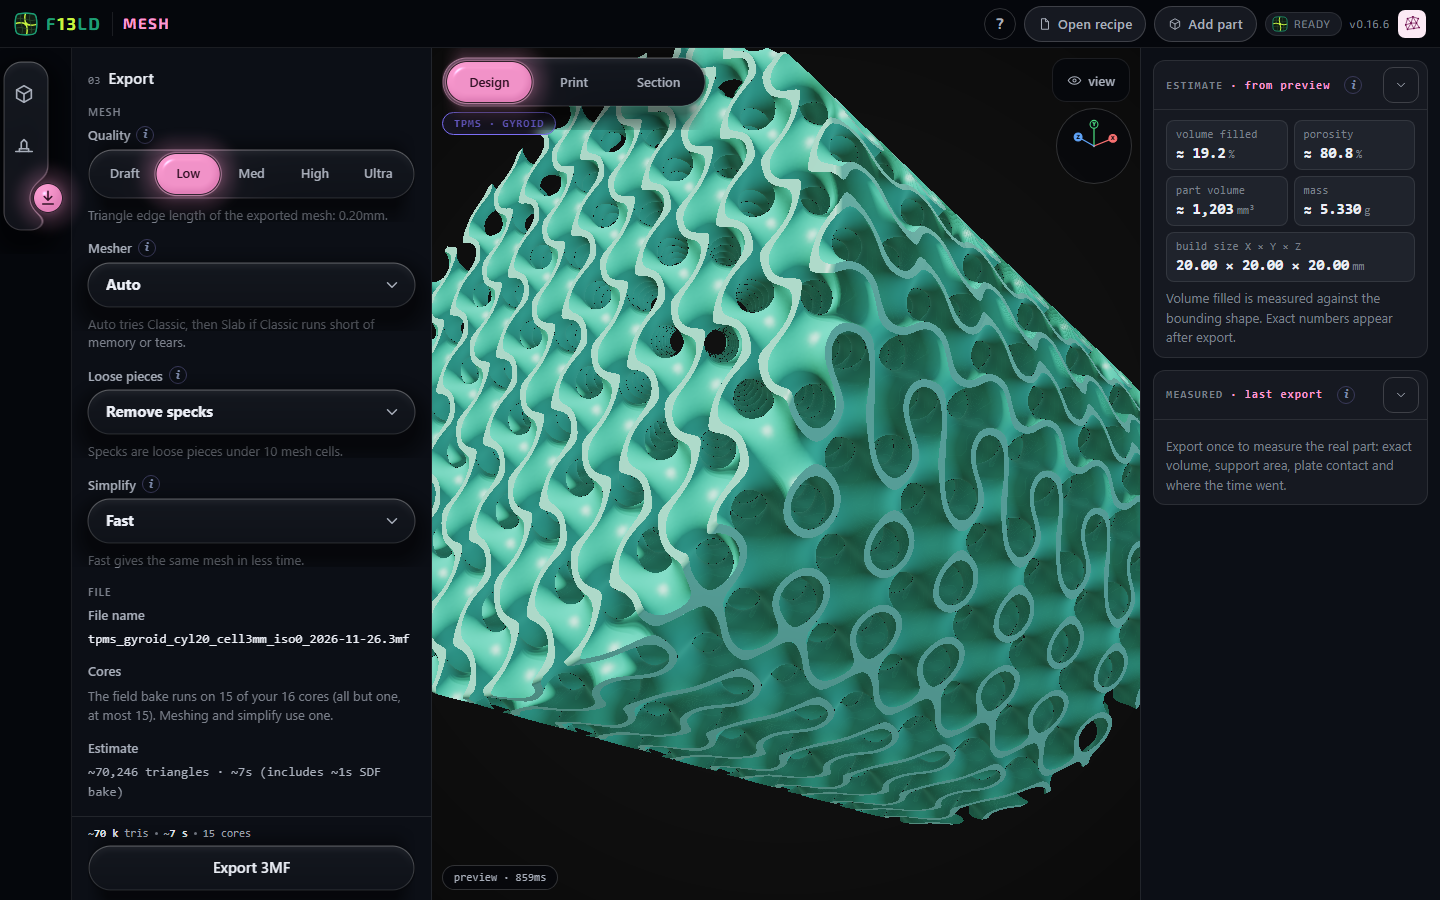 F13LD
MESH
?
Open recipe
Add part
READY
v0.16.6
03 Export
MESH
Quality i
Draft
Low
Med
High
Ultra
Triangle edge length of the exported mesh: 0.20mm.
Mesher i
Auto
Auto tries Classic, then Slab if Classic runs short of
memory or tears.
Loose pieces i
Remove specks
Specks are loose pieces under 10 mesh cells.
Simplify i
Fast
Fast gives the same mesh in less time.
FILE
File name
tpms_gyroid_cyl20_cell3mm_iso0_2026-11-26.3mf
Cores
The field bake runs on 15 of your 16 cores (all but one,
at most 15). Meshing and simplify use one.
Estimate
~70,246 triangles · ~7s (includes ~1s SDF
bake)
~70 k tris • ~7 s • 15 cores
Export 3MF
Design
Print
Section
TPMS · GYROID
view
Y
Z
X
preview · 859ms
ESTIMATE · from preview i
volume filled
≈ 19.2%
porosity
≈ 80.8%
part volume
≈ 1,203 mm³
mass
≈ 5.330 g
build size X × Y × Z
20.00 × 20.00 × 20.00 mm
Volume filled is measured against the
bounding shape. Exact numbers appear
after export.
MEASURED · last export i
Export once to measure the real part: exact
volume, support area, plate contact and
where the time went.